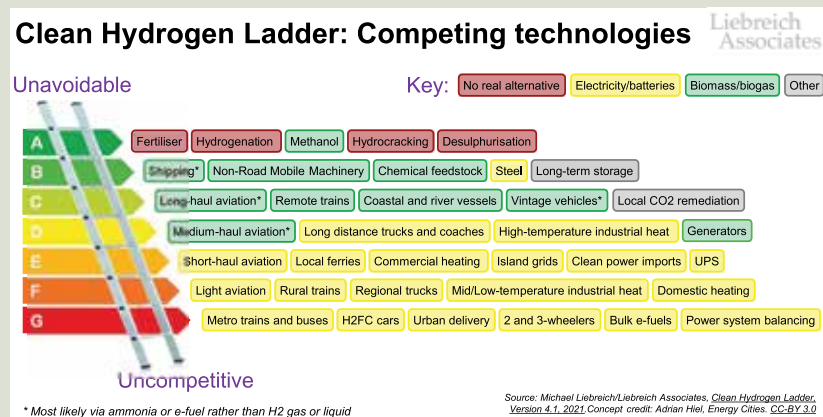 Clean Hydrogen Ladder: Competing technologies
Liebreich
Associates
Unavoidable
Key: No real alternative Electricity/batteries Biomass/biogas Other
A Fertiliser Hydrogenation Methanol Hydrocracking Desulphurisation
B Shipping* Non-Road Mobile Machinery Chemical feedstock Steel Long-term storage
C Long-haul aviation* Remote trains Coastal and river vessels Vintage vehicles* Local CO2 remediation
D Medium-haul aviation* Long distance trucks and coaches High-temperature industrial heat Generators
E Short-haul aviation Local ferries Commercial heating Island grids Clean power imports UPS
F Light aviation Rural trains Regional trucks Mid/Low-temperature industrial heat Domestic heating
G Metro trains and buses H2FC cars Urban delivery 2 and 3-wheelers Bulk e-fuels Power system balancing
Uncompetitive
* Most likely via ammonia or e-fuel rather than H2 gas or liquid
Source: Michael Liebreich/Liebreich Associates, Clean Hydrogen Ladder,
Version 4.1, 2021.Concept credit: Adrian Hiel, Energy Cities. CC-BY 3.0